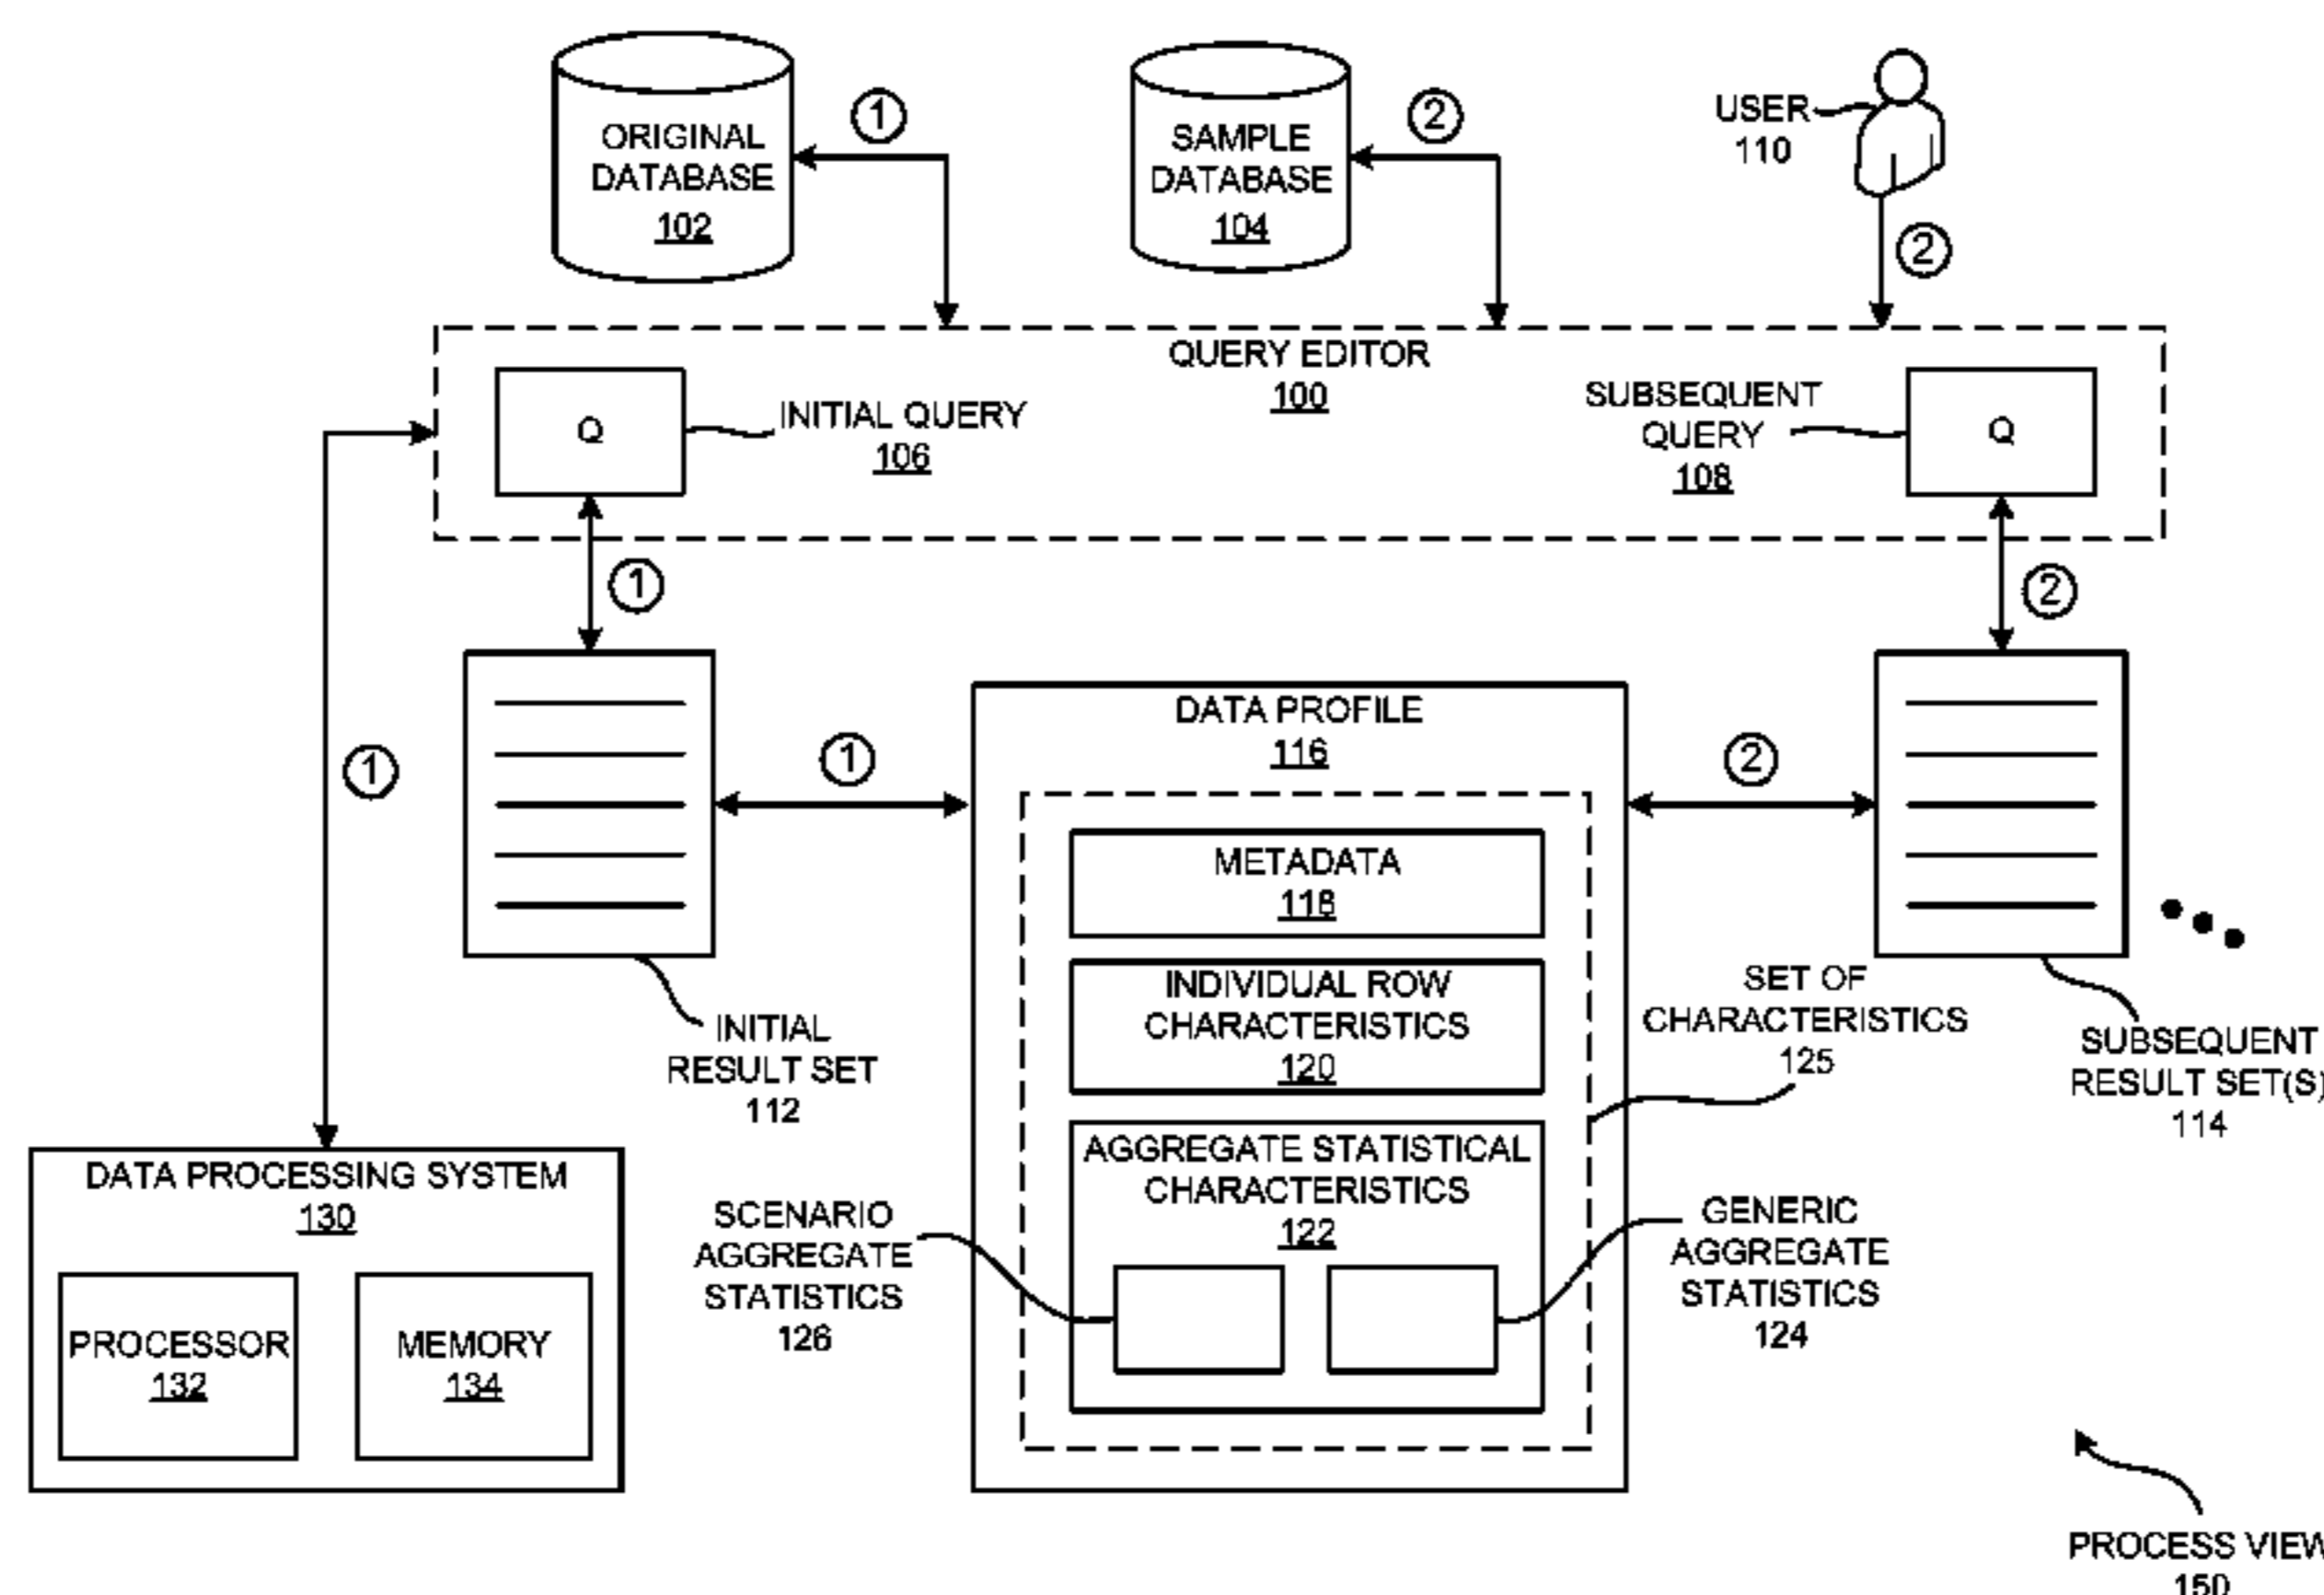 ORIGINAL
DATABASE
102
1
SAMPLE
DATABASE
104
2
USER
110
2
QUERY EDITOR
100
Q
INITIAL QUERY
106
SUBSEQUENT
QUERY
108
Q
1
2
1
1
2
DATA PROFILE
116
METADATA
118
INDIVIDUAL ROW
CHARACTERISTICS
120
AGGREGATE STATISTICAL
CHARACTERISTICS
122
INITIAL
RESULT SET
112
SET OF
CHARACTERISTICS
125
SUBSEQUENT
RESULT SET(S)
114
DATA PROCESSING SYSTEM
130
PROCESSOR
132
MEMORY
134
SCENARIO
AGGREGATE
STATISTICS
126
GENERIC
AGGREGATE
STATISTICS
124
PROCESS VIEW
150